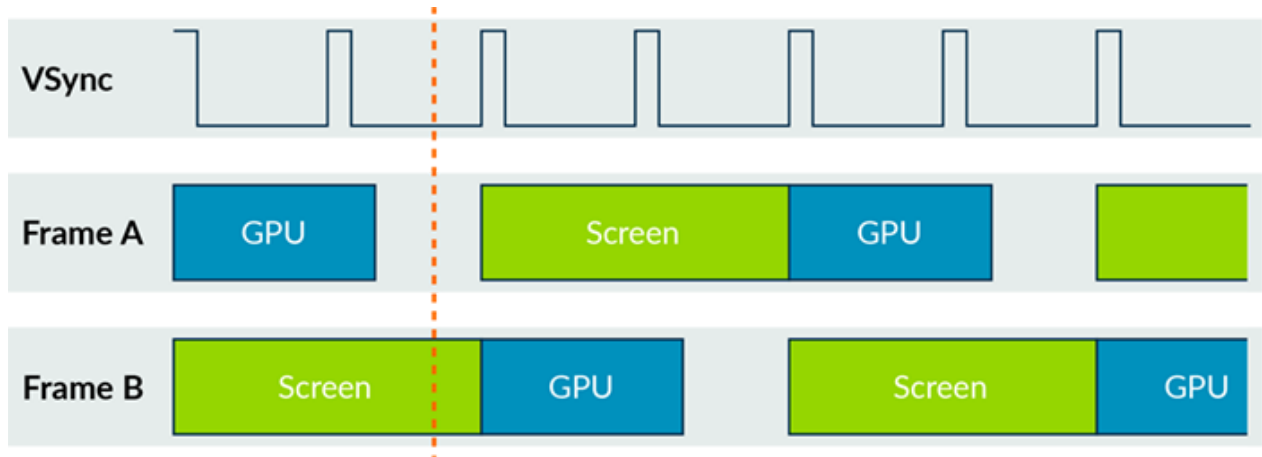 VSync
Frame A
GPU
Screen
GPU
Frame B
Screen
GPU
Screen
GPU